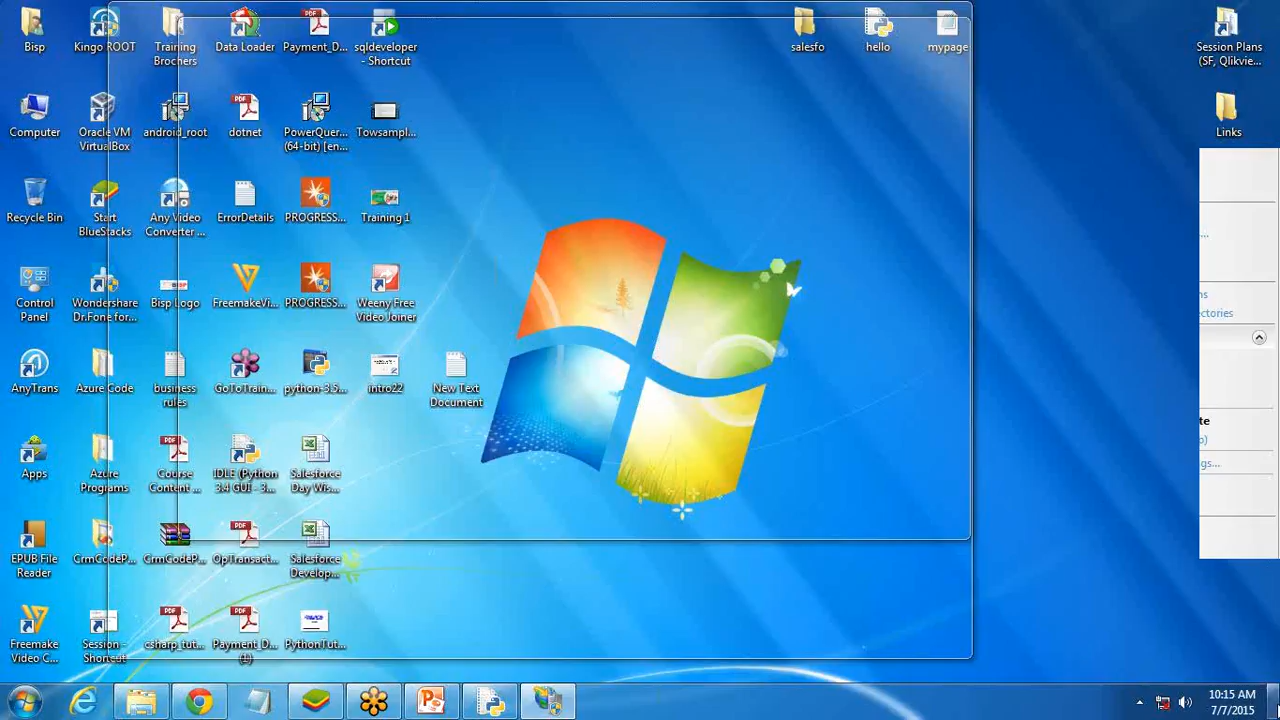 Bisp
Kingo ROOT
Training
Brochers
Data Loader
Payment_D...
sqldeveloper
- Shortcut
salesfo
hello
mypage
Session Plans
(SF, Qlikvie...
Computer
Oracle VM
VirtualBox
android_root
dotnet
PowerQuer...
(64-bit) [en...
Towsampl...
Links
Recycle Bin
Start
BlueStacks
Any Video
Converter ...
ErrorDetails
PROGRESS...
Training 1
...
Control
Panel
Wondershare
Dr.Fone for...
Bisp Logo
FreemakeVi...
PROGRESS...
Weeny Free
Video Joiner
ns
ectories
AnyTrans
Azure Code
business
rules
GoToTrain...
python-3.5...
intro22
New Text
Document
te
o)
Apps
Azure
Programs
Course
Content ...
IDLE (Python
3.4 GUI - 3...
Salesforce
Day Wis...
gs...
EPUB File
Reader
CrmCodeP...
CrmCodeP...
OpTransact...
Salesforce
Develop...
Freemake
Video C...
Session -
Shortcut
csharp_tut...
Payment_D...
(1)
PythonTut...
10:15 AM
7/7/2015